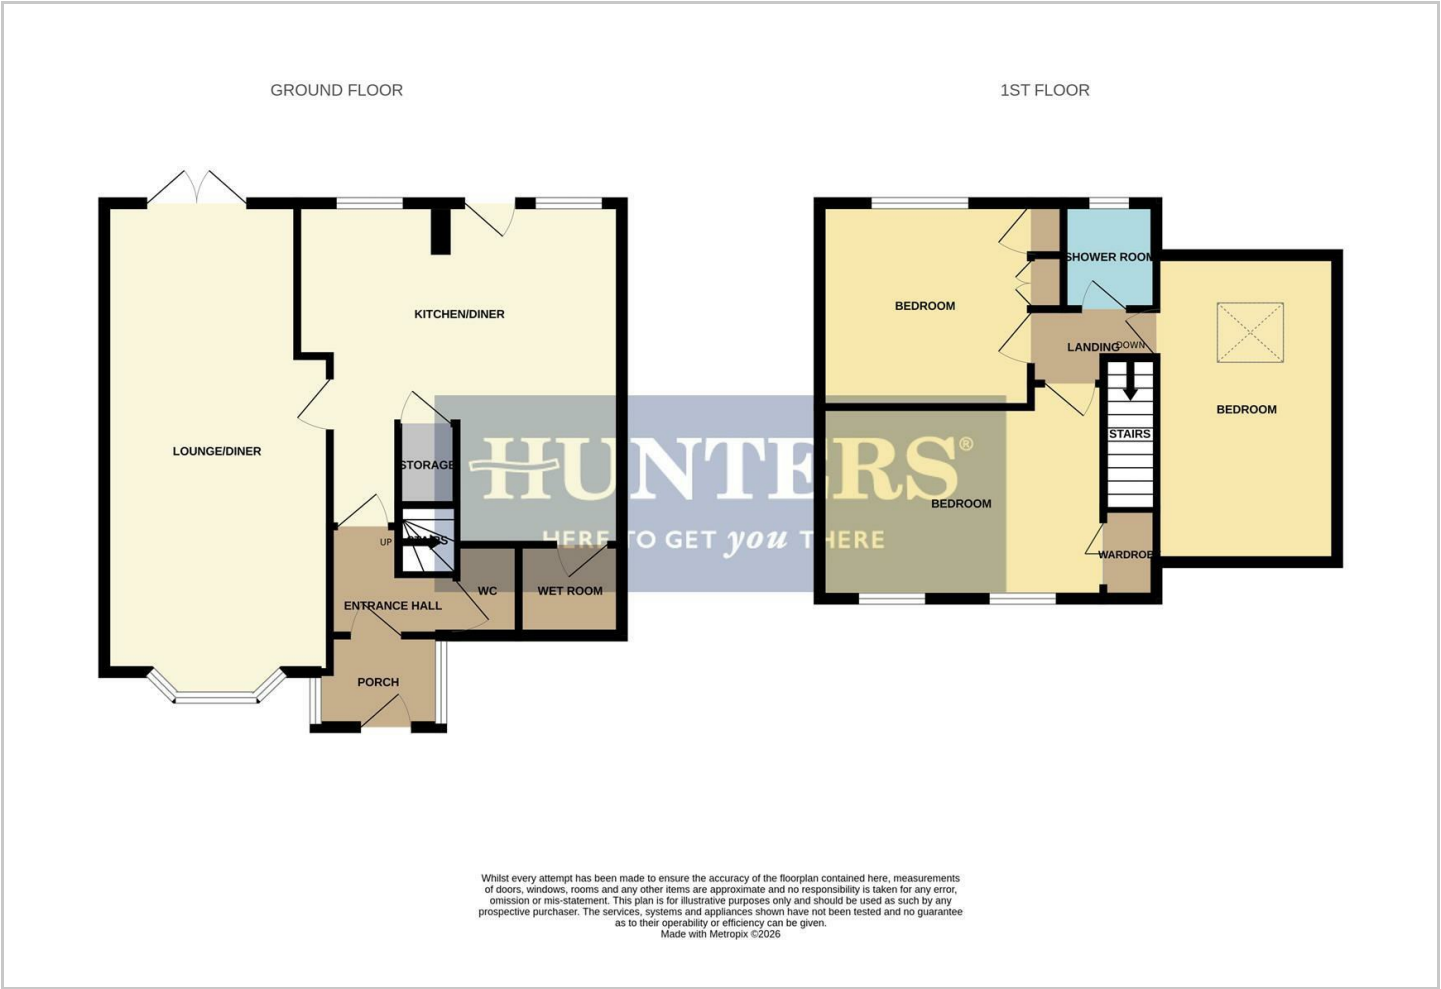 GROUND FLOOR
1ST FLOOR
SHOWER ROOM
BEDROOM
KITCHEN/DINER
LANDING
DOWN
BEDROOM
LOUNGE/DINER
STAIRS
STORAGE
HUNTERS®
BEDROOM
HERE TO GET you THERE
UP
STAIRS
WARDROBE
WC
WET ROOM
ENTRANCE HALL
PORCH
Whilst every attempt has been made to ensure the accuracy of the floorplan contained here, measurements
of doors, windows, rooms and any other items are approximate and no responsibility is taken for any error,
omission or mis-statement. This plan is for illustrative purposes only and should be used as such by any
prospective purchaser. The services, systems and appliances shown have not been tested and no guarantee
as to their operability or efficiency can be given.
Made with Metropix ©2026